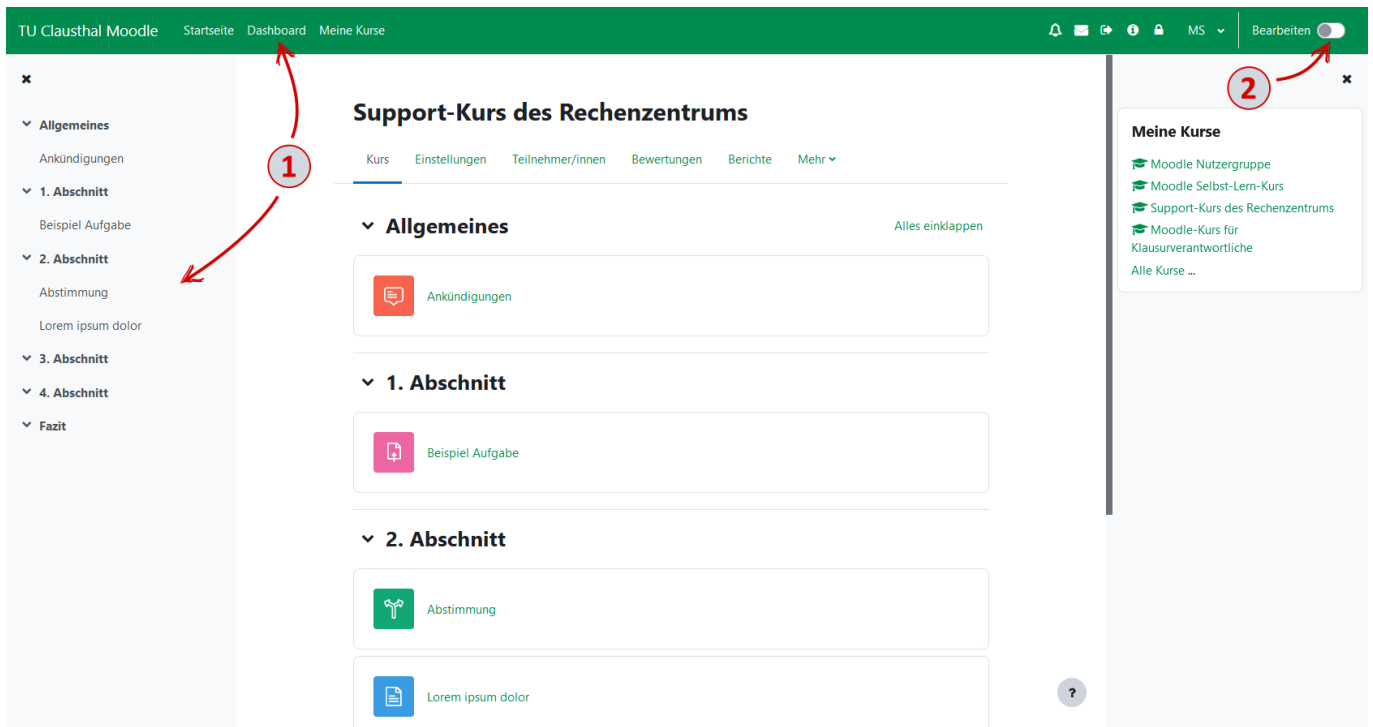 TU Clausthal Moodle Startseite Dashboard Meine Kurse MS Bearbeiten
2
Allgemeines
Ankündigungen
1. Abschnitt
Beispiel Aufgabe
2. Abschnitt
Abstimmung
Lorem ipsum dolor
3. Abschnitt
4. Abschnitt
Fazit
1
Support-Kurs des Rechenzentrums
Kurs Einstellungen Teilnehmer/innen Bewertungen Berichte Mehr
Allgemeines Alles einklappen
Ankündigungen
1. Abschnitt
Beispiel Aufgabe
2. Abschnitt
Abstimmung
Lorem ipsum dolor
Meine Kurse
Moodle Nutzergruppe
Moodle Selbst-Lern-Kurs
Support-Kurs des Rechenzentrums
Moodle-Kurs für
Klausurverantwortliche
Alle Kurse ...
?